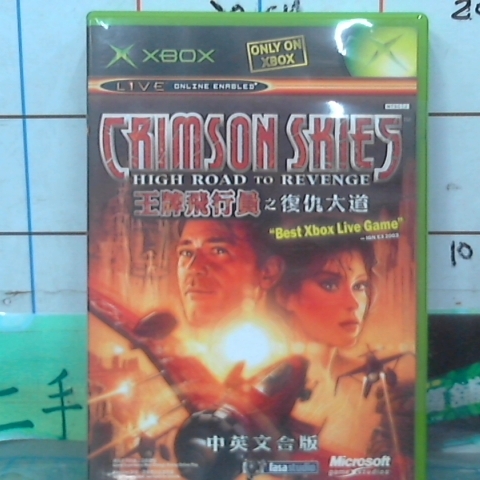 XBOX
ONLY ON
XBOX
LIVE ONLINE ENABLED
CRIMSON SKIES
HIGH ROAD TO REVENGE
王牌飛行員之復仇大道
"Best Xbox Live Game"
10
二手
中英文合版
fasastudio
Microsoft
game studios